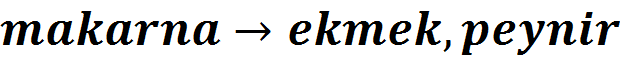 makarna → ekmek, peynir